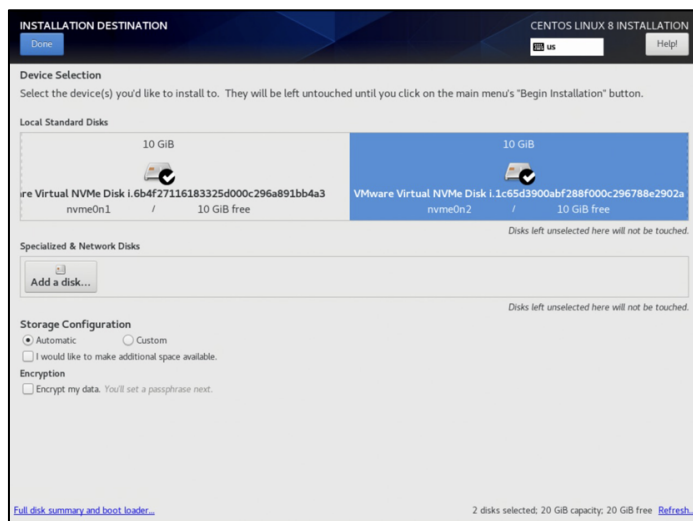 INSTALLATION DESTINATION
CENTOS LINUX 8 INSTALLATION
Done
us
Help!
Device Selection
Select the device(s) you'd like to install to. They will be left untouched until you click on the main menu's "Begin Installation" button.
Local Standard Disks
10 GiB
10 GiB
re Virtual NVMe Disk i.6b4f27116183325d000c296a891bb4a3
VMware Virtual NVMe Disk i.1c65d3900abf288f000c296788e2902a
nvme0n1 / 10 GiB free
nvme0n2 / 10 GiB free
Disks left unselected here will not be touched.
Specialized & Network Disks
Add a disk...
Disks left unselected here will not be touched.
Storage Configuration
Automatic
Custom
I would like to make additional space available.
Encryption
Encrypt my data. You'll set a passphrase next.
Full disk summary and boot loader...
2 disks selected; 20 GiB capacity; 20 GiB free Refresh..